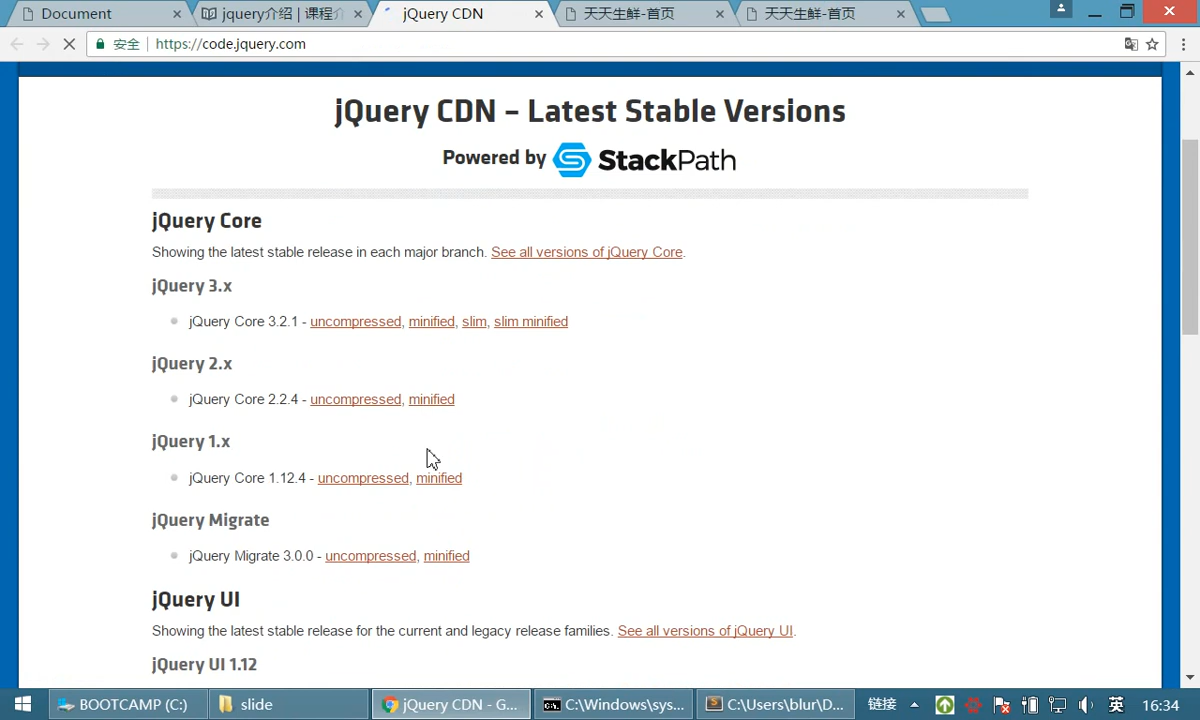 Document
jquery介绍 | 课程介
jQuery CDN
天天生鲜-首页
天天生鲜-首页
安全
https://code.jquery.com
jQuery CDN – Latest Stable Versions
Powered by StackPath
jQuery Core
Showing the latest stable release in each major branch. See all versions of jQuery Core.
jQuery 3.x
jQuery Core 3.2.1 - uncompressed, minified, slim, slim minified
jQuery 2.x
jQuery Core 2.2.4 - uncompressed, minified
jQuery 1.x
jQuery Core 1.12.4 - uncompressed, minified
jQuery Migrate
jQuery Migrate 3.0.0 - uncompressed, minified
jQuery UI
Showing the latest stable release for the current and legacy release families. See all versions of jQuery UI.
jQuery UI 1.12
BOOTCAMP (C:)
slide
jQuery CDN - G...
C:\Windows\sys...
C:\Users\blur\D...
链接
英
16:34